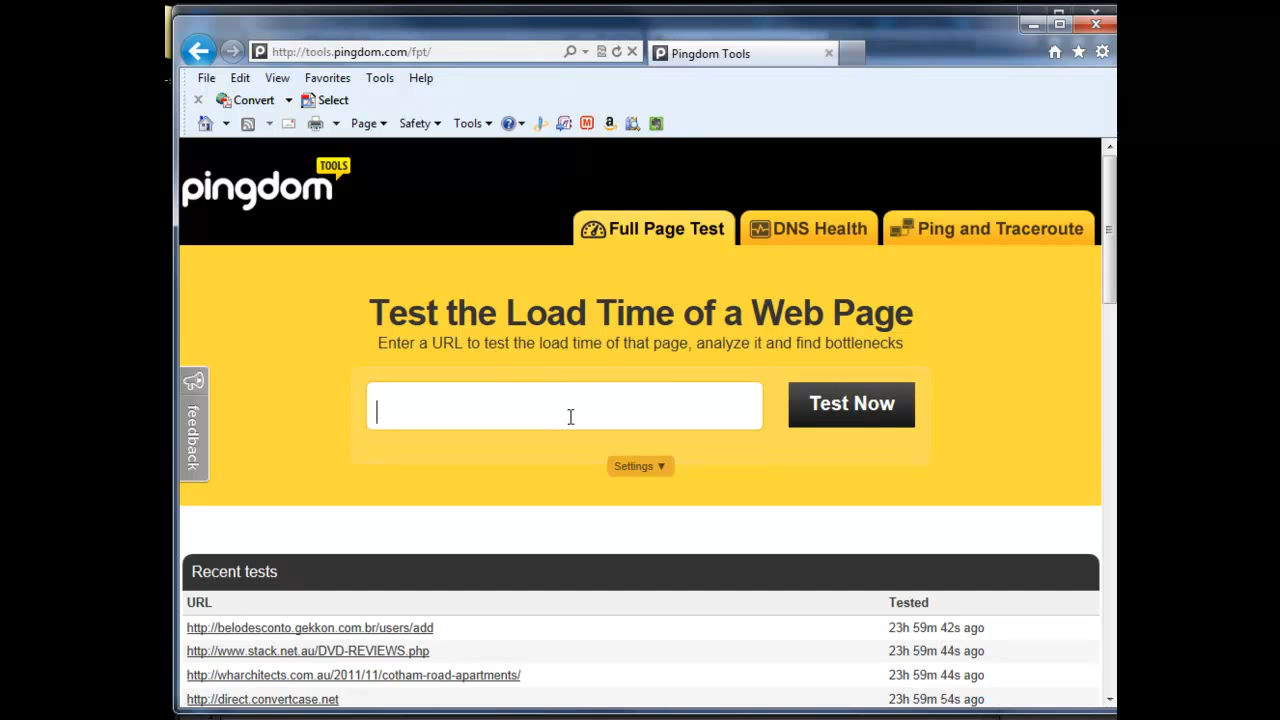 http://tools.pingdom.com/fpt/
Pingdom Tools
File Edit View Favorites Tools Help
Convert Select
Page Safety Tools
pingdom TOOLS
Full Page Test DNS Health Ping and Traceroute
Test the Load Time of a Web Page
Enter a URL to test the load time of that page, analyze it and find bottlenecks
Test Now
feedback
Settings ▼
Recent tests
URL Tested
http://belodesconto.gekkon.com.br/users/add 23h 59m 42s ago
http://www.stack.net.au/DVD-REVIEWS.php 23h 59m 44s ago
http://wharchitects.com.au/2011/11/cotham-road-apartments/ 23h 59m 44s ago
http://direct.convertcase.net 23h 59m 54s ago